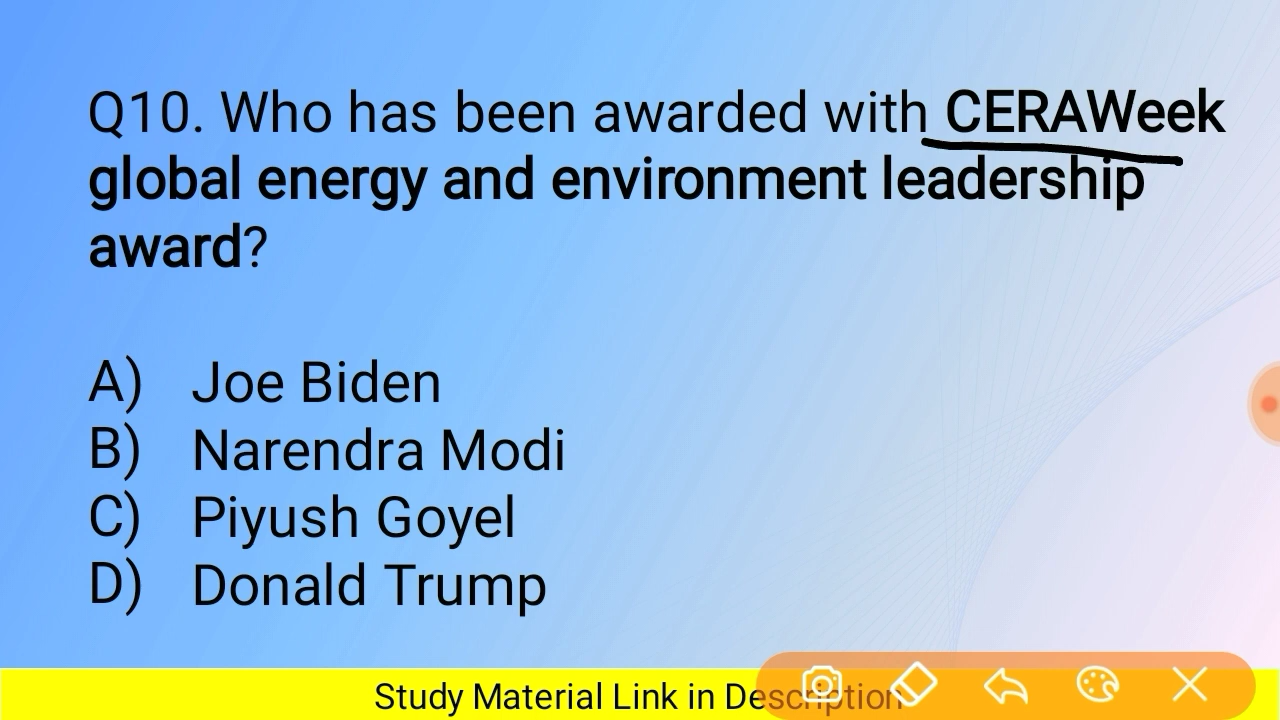 Q10. Who has been awarded with CERAWeek
global energy and environment leadership
award?
A) Joe Biden
B) Narendra Modi
C) Piyush Goyel
D) Donald Trump
Study Material Link in Description